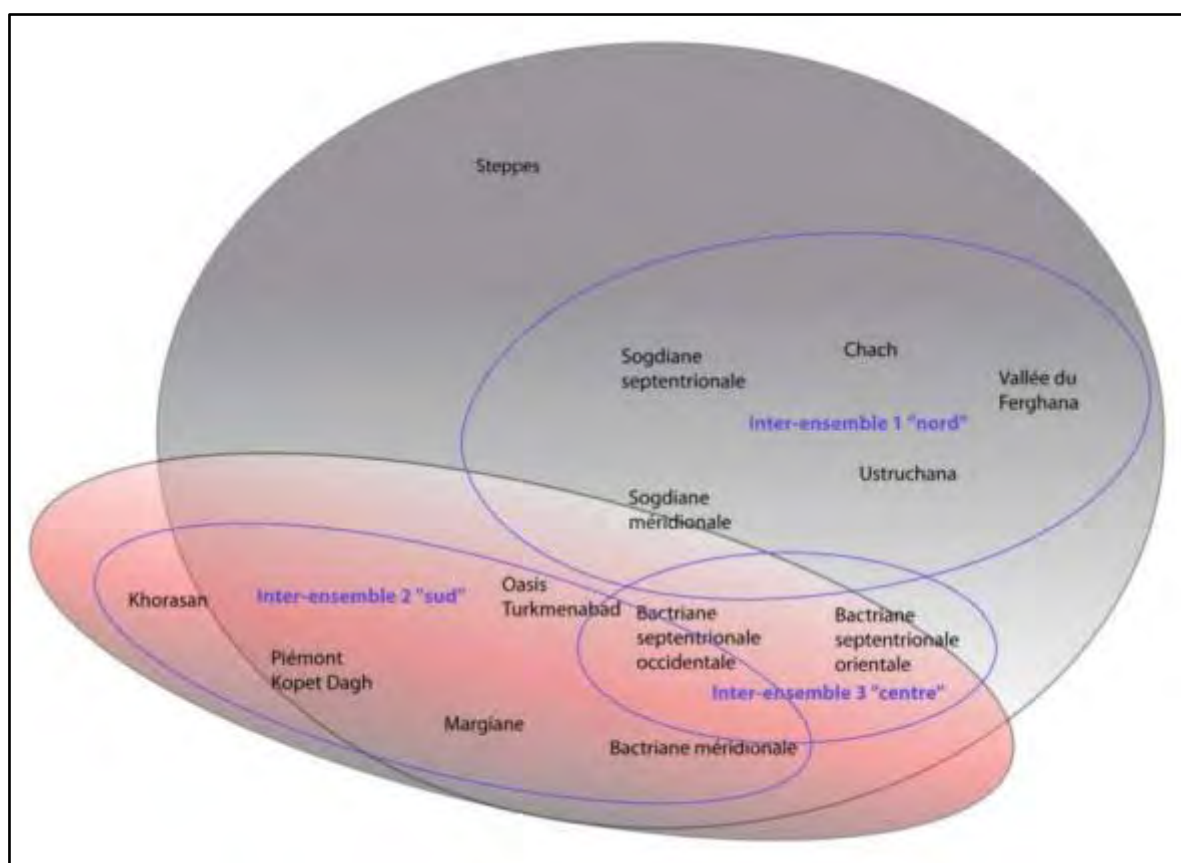 Steppes
Sogdiane
septentrionale
Chach
Vallée du
Ferghana
Inter-ensemble 1 "nord"
Ustruchana
Sogdiane
méridionale
Khorasan
Inter-ensemble 2 "sud"
Oasis
Turkmenabad
Bactriane
septentrionale
occidentale
Bactriane
septentrionale
orientale
Piémont
Kopet Dagh
Inter-ensemble 3 "centre"
Margiane
Bactriane méridionale